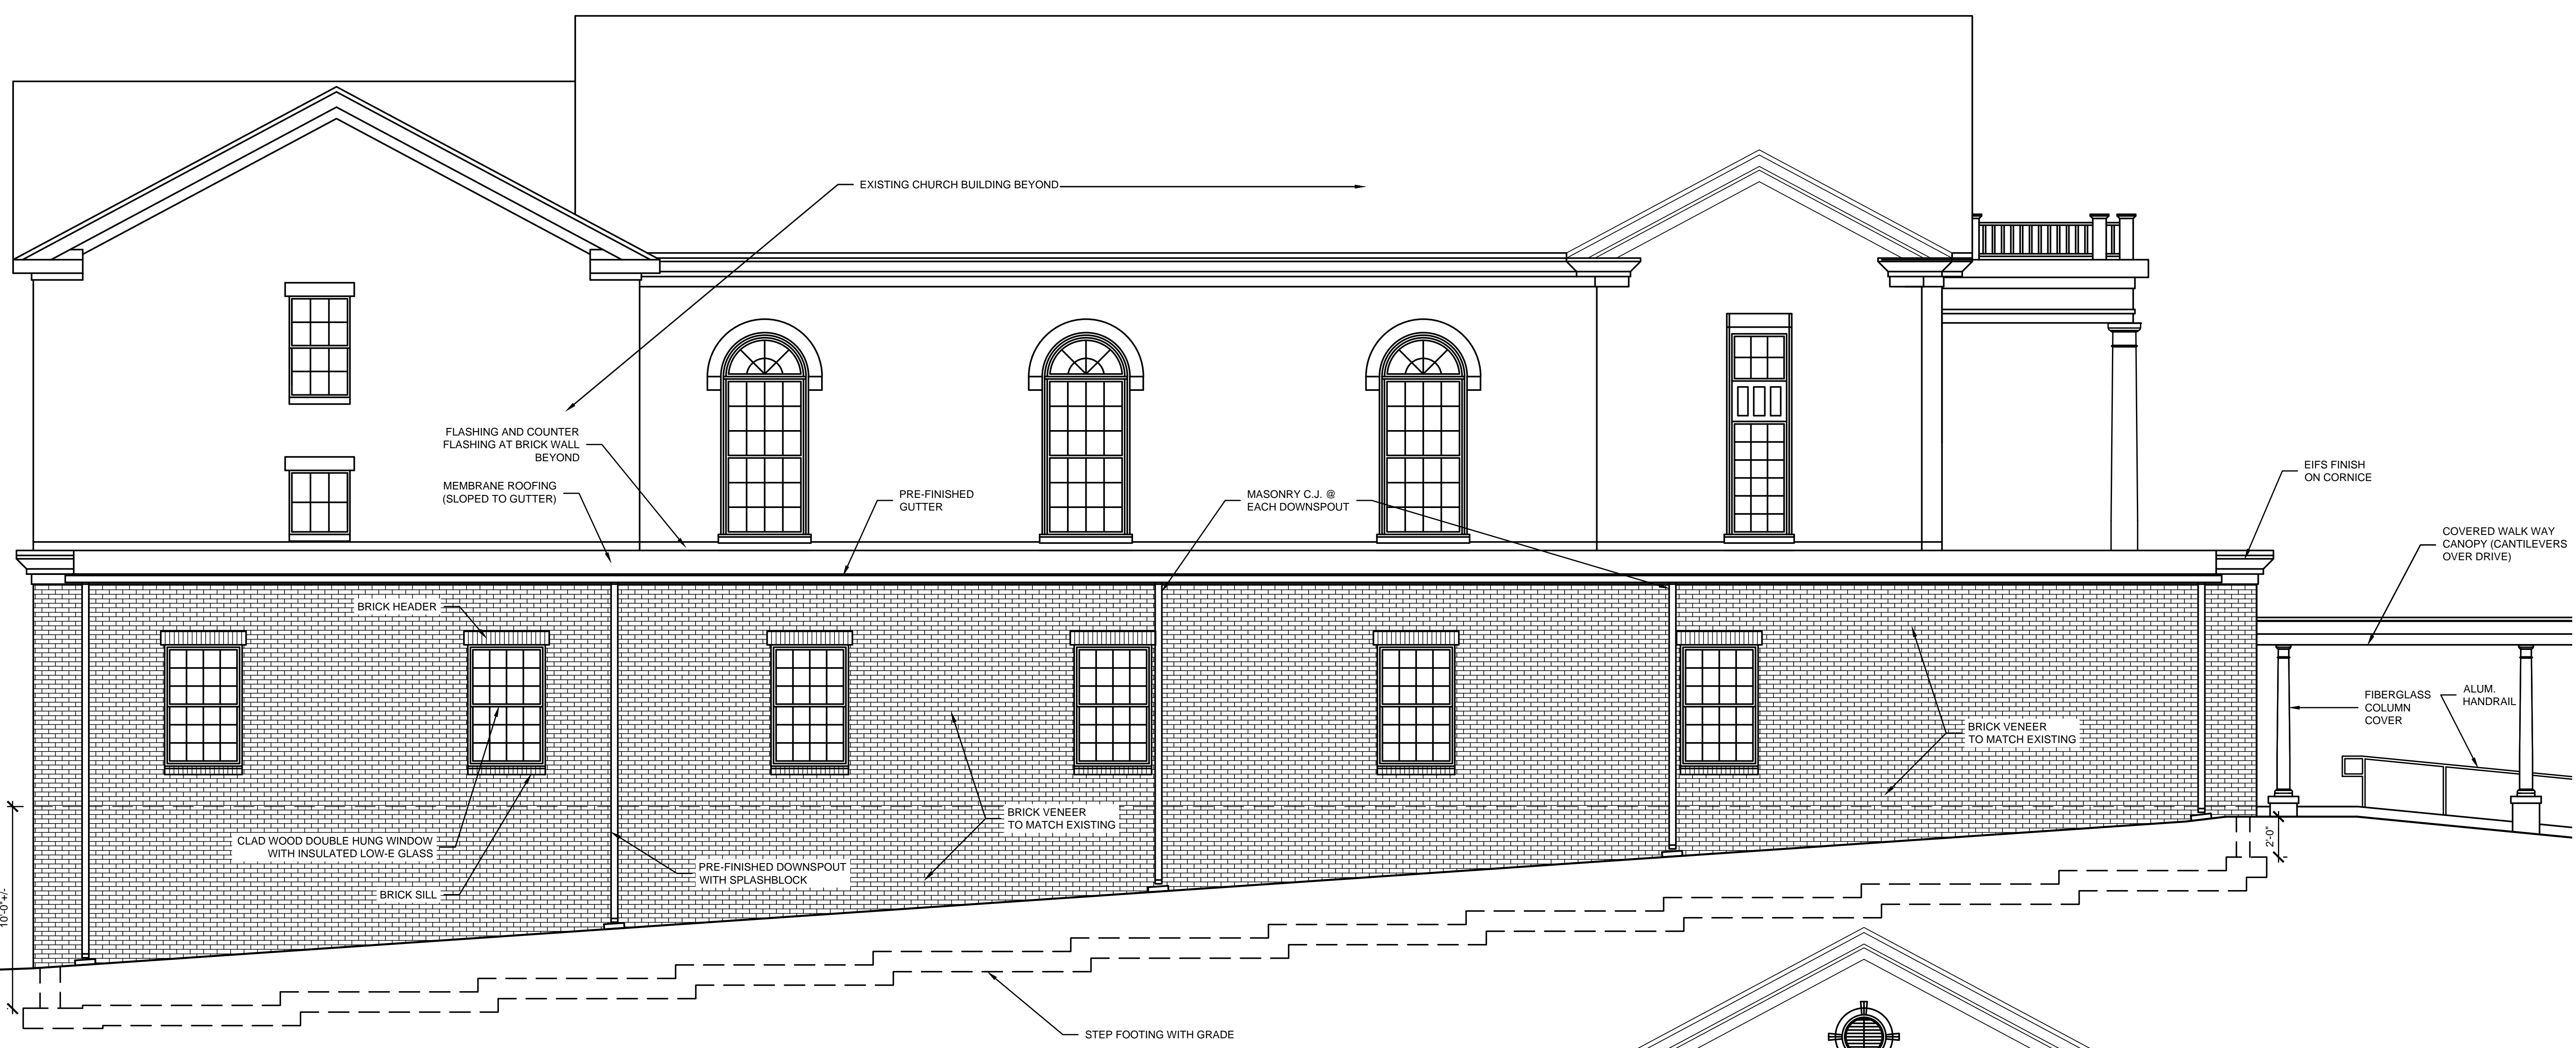 EXISTING CHURCH BUILDING BEYOND
FLASHING AND COUNTER
FLASHING AT BRICK WALL
BEYOND
MEMBRANE ROOFING
(SLOPED TO GUTTER)
PRE-FINISHED
GUTTER
MASONRY C.J. @
EACH DOWNSPOUT
EIFS FINISH
ON CORNICE
COVERED WALK WAY
CANOPY (CANTILEVERS
OVER DRIVE)
BRICK HEADER
FIBERGLASS
COLUMN
COVER
ALUM.
HANDRAIL
BRICK VENEER
TO MATCH EXISTING
BRICK VENEER
TO MATCH EXISTING
CLAD WOOD DOUBLE HUNG WINDOW
WITH INSULATED LOW-E GLASS
PRE-FINISHED DOWNSPOUT
WITH SPLASHBLOCK
BRICK SILL
10'-0"+/-
2'-0"
STEP FOOTING WITH GRADE